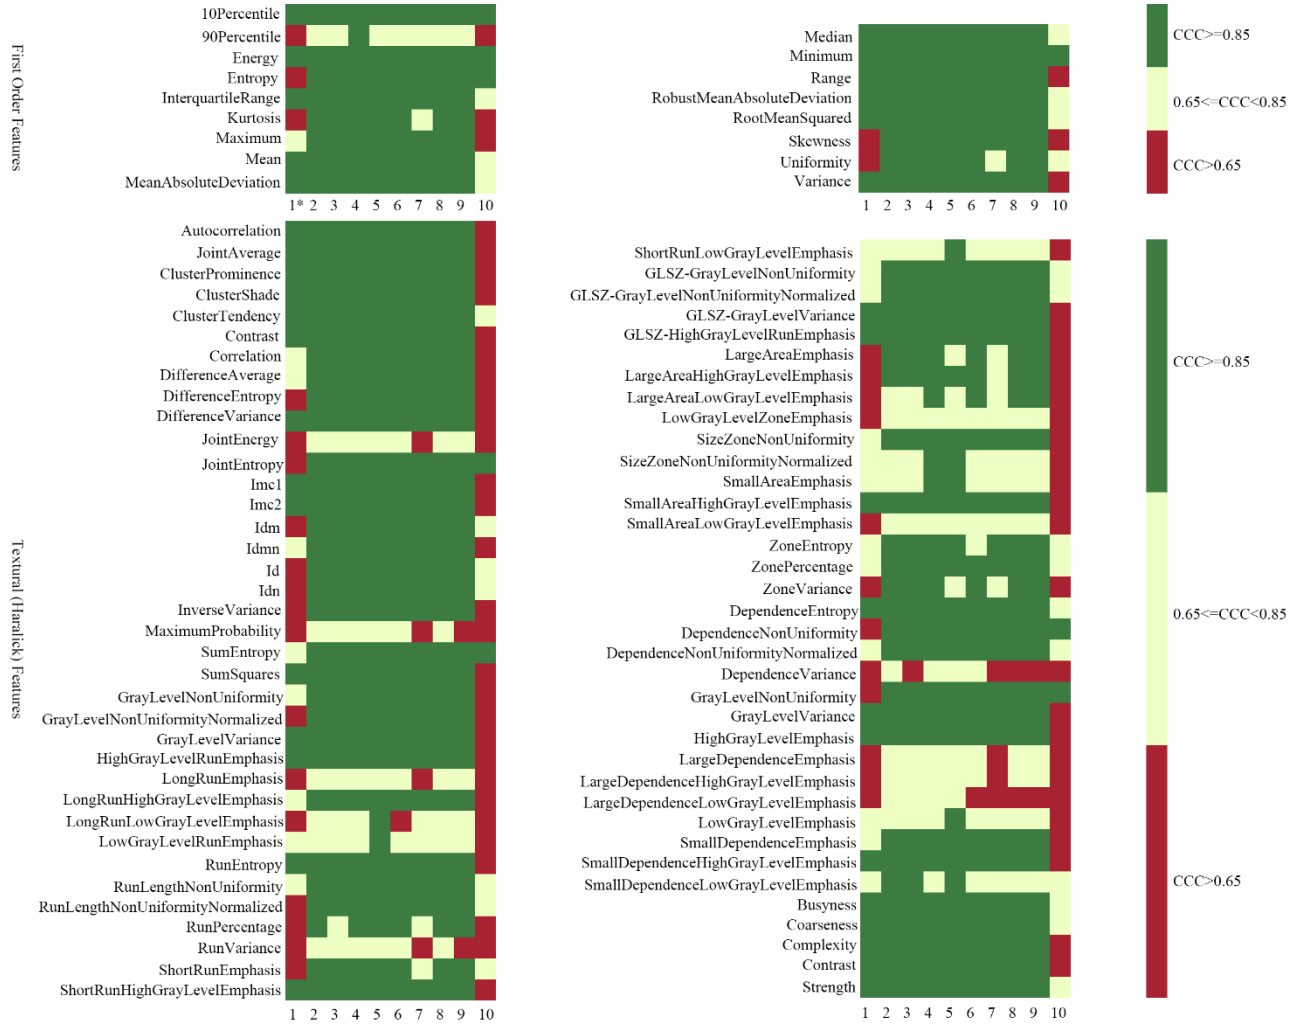 First Order Features
10Percentile
90Percentile
Energy
Entropy
InterquartileRange
Kurtosis
Maximum
Mean
MeanAbsoluteDeviation
1* 2 3 4 5 6 7 8 9 10
Median
Minimum
Range
RobustMeanAbsoluteDeviation
RootMeanSquared
Skewness
Uniformity
Variance
1 2 3 4 5 6 7 8 9 10
CCC>=0.85
0.65<=CCC<0.85
CCC>0.65
Textural (Haralick) Features
Autocorrelation
JointAverage
ClusterProminence
ClusterShade
ClusterTendency
Contrast
Correlation
DifferenceAverage
DifferenceEntropy
DifferenceVariance
JointEnergy
JointEntropy
Imc1
Imc2
Idm
Idmn
Id
Idn
InverseVariance
MaximumProbability
SumEntropy
SumSquares
GrayLevelNonUniformity
GrayLevelNonUniformityNormalized
GrayLevelVariance
HighGrayLevelRunEmphasis
LongRunEmphasis
LongRunHighGrayLevelEmphasis
LongRunLowGrayLevelEmphasis
LowGrayLevelRunEmphasis
RunEntropy
RunLengthNonUniformity
RunLengthNonUniformityNormalized
RunPercentage
RunVariance
ShortRunEmphasis
ShortRunHighGrayLevelEmphasis
1 2 3 4 5 6 7 8 9 10
ShortRunLowGrayLevelEmphasis
GLSZ-GrayLevelNonUniformity
GLSZ-GrayLevelNonUniformityNormalized
GLSZ-GrayLevelVariance
GLSZ-HighGrayLevelRunEmphasis
LargeAreaEmphasis
LargeAreaHighGrayLevelEmphasis
LargeAreaLowGrayLevelEmphasis
LowGrayLevelZoneEmphasis
SizeZoneNonUniformity
SizeZoneNonUniformityNormalized
SmallAreaEmphasis
SmallAreaHighGrayLevelEmphasis
SmallAreaLowGrayLevelEmphasis
ZoneEntropy
ZonePercentage
ZoneVariance
DependenceEntropy
DependenceNonUniformity
DependenceNonUniformityNormalized
DependenceVariance
GrayLevelNonUniformity
GrayLevelVariance
HighGrayLevelEmphasis
LargeDependenceEmphasis
LargeDependenceHighGrayLevelEmphasis
LargeDependenceLowGrayLevelEmphasis
LowGrayLevelEmphasis
SmallDependenceEmphasis
SmallDependenceHighGrayLevelEmphasis
SmallDependenceLowGrayLevelEmphasis
Busyness
Coarseness
Complexity
Contrast
Strength
1 2 3 4 5 6 7 8 9 10
CCC>=0.85
0.65<=CCC<0.85
CCC>0.65